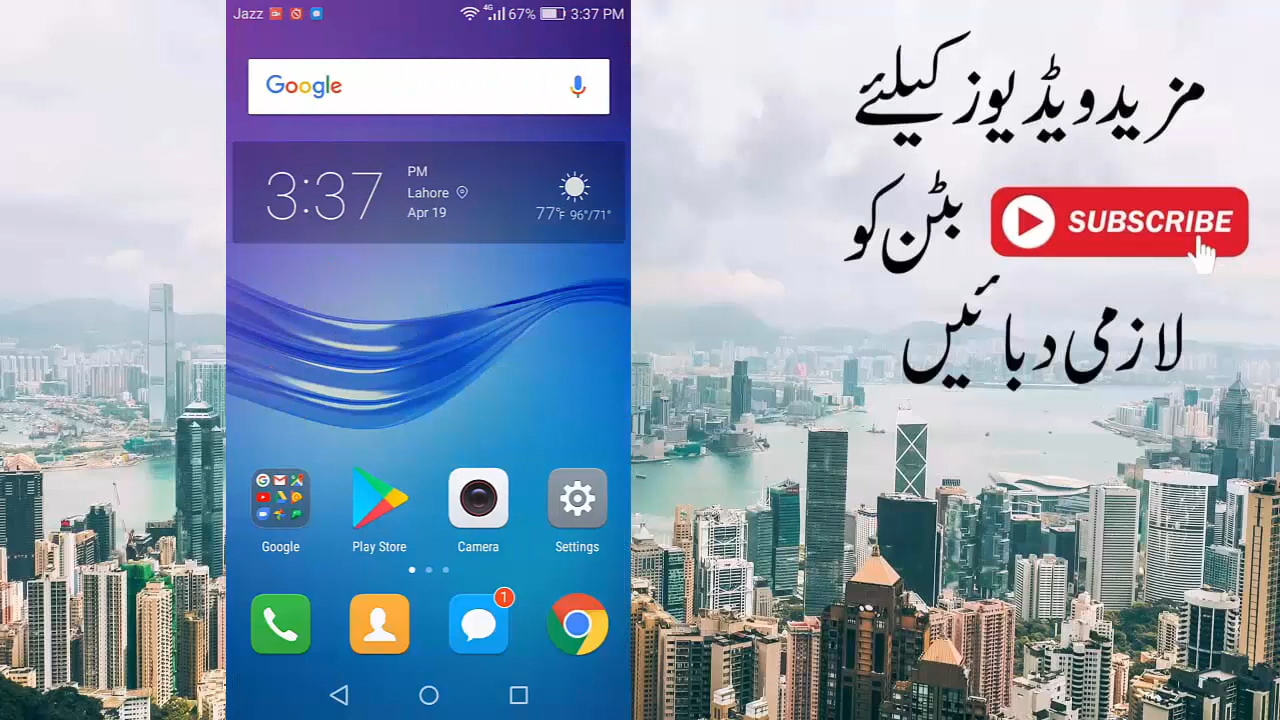 Jazz 4G 67% 3:37 PM
Google
3:37 PM
Lahore
Apr 19
77°F 96°/71°
Google Play Store Camera Settings
1
مزید ویڈیوز کیلئے
SUBSCRIBE بٹن کو
لازمی دبائیں